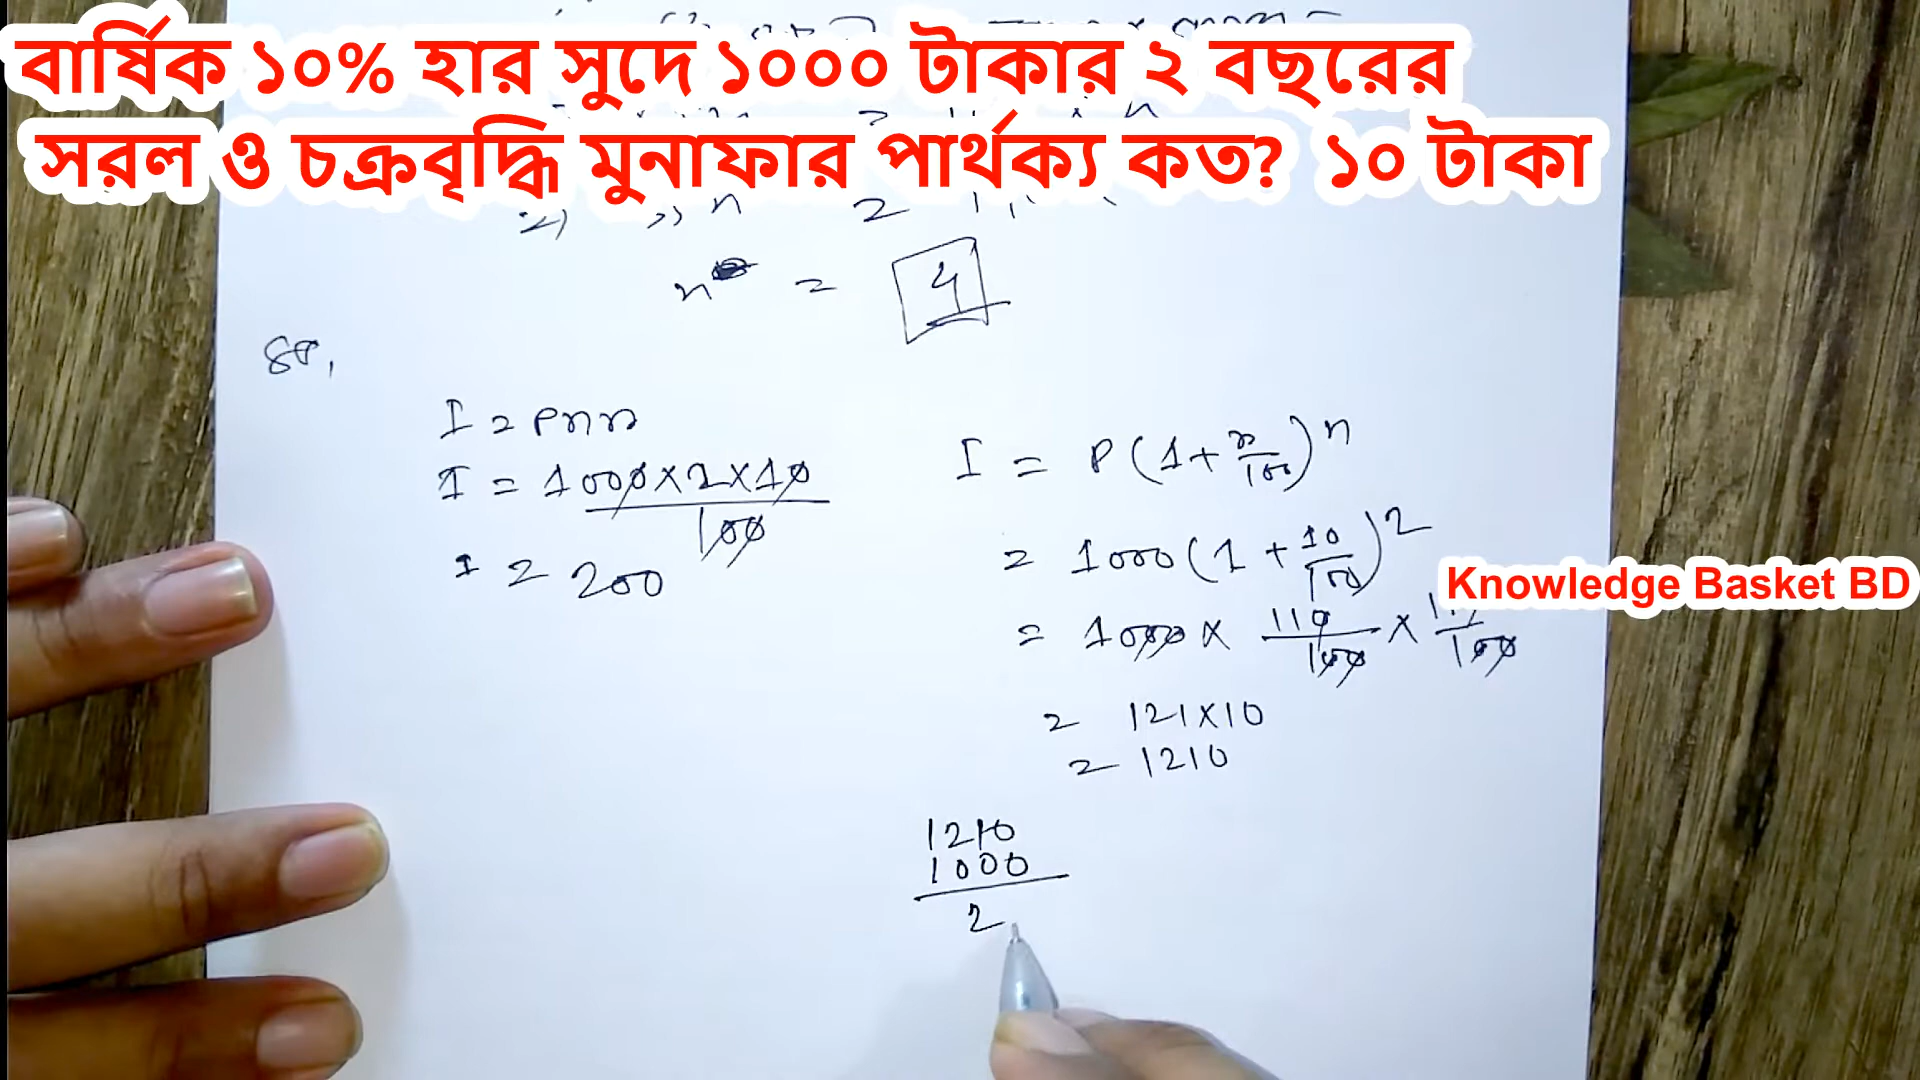 বার্ষিক ১০% হার সুদে ১০০০ টাকার ২ বছরের
সরল ও চক্রবৃদ্ধি মুনাফার পার্থক্য কত? ১০ টাকা
n = 4
I = Pnr
I = 1000×2×10
100
I = 200
I = P(1+r/100)^n
= 1000(1+10/100)^2
Knowledge Basket BD
= 1000 × 110/100 × /100
= 121×10
= 1210
1210
1000
2